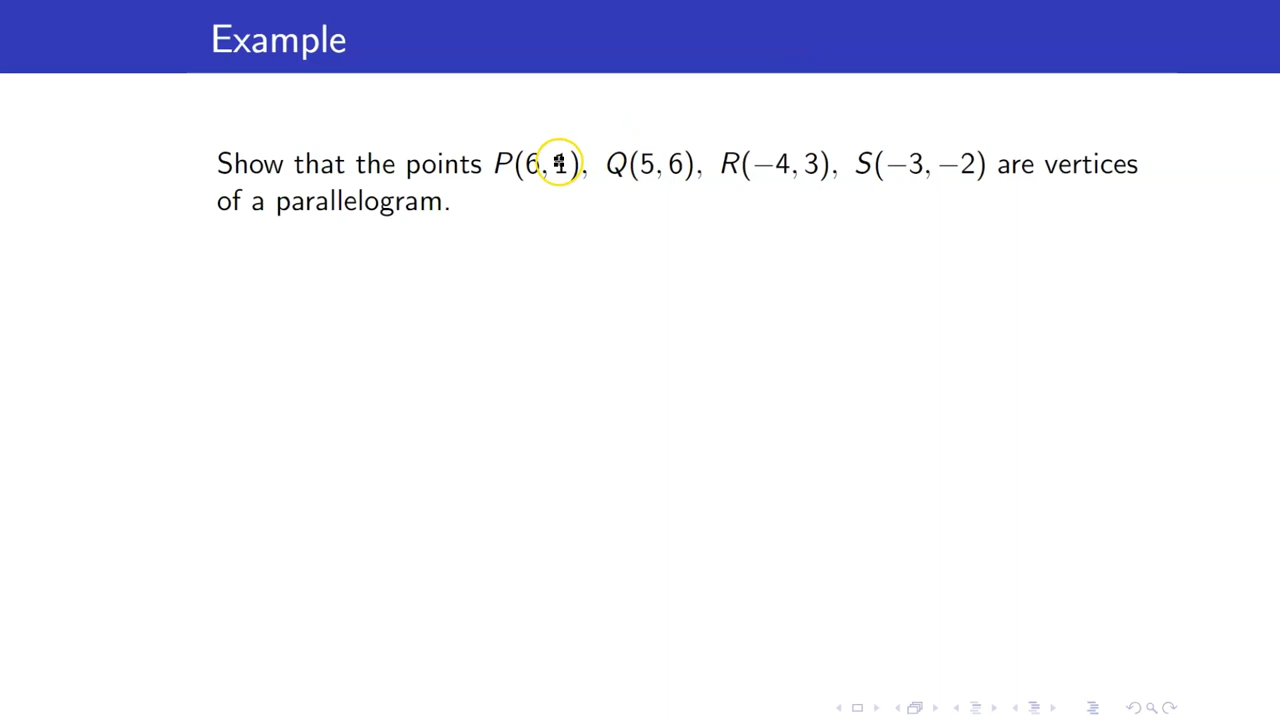 Example
Show that the points P(6, 1), Q(5, 6), R(−4, 3), S(−3, −2) are vertices
of a parallelogram.